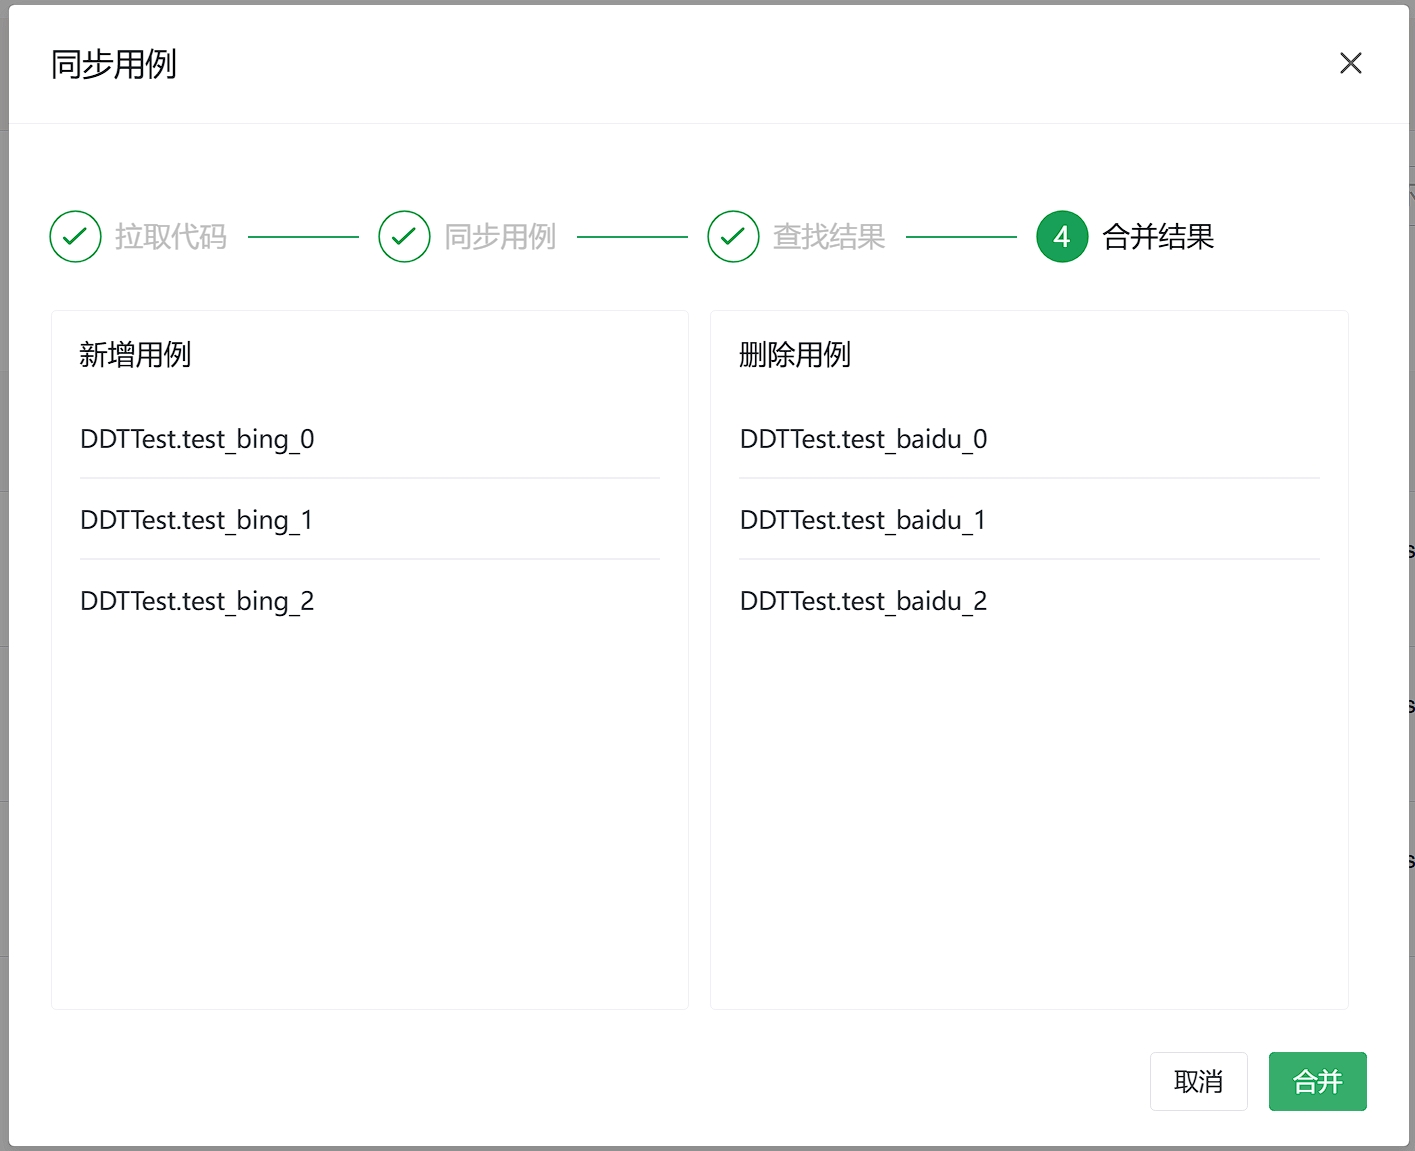 同步用例
拉取代码
同步用例
查找结果
4 合并结果
新增用例
DDTTest.test_bing_0
DDTTest.test_bing_1
DDTTest.test_bing_2
删除用例
DDTTest.test_baidu_0
DDTTest.test_baidu_1
DDTTest.test_baidu_2
取消
合并